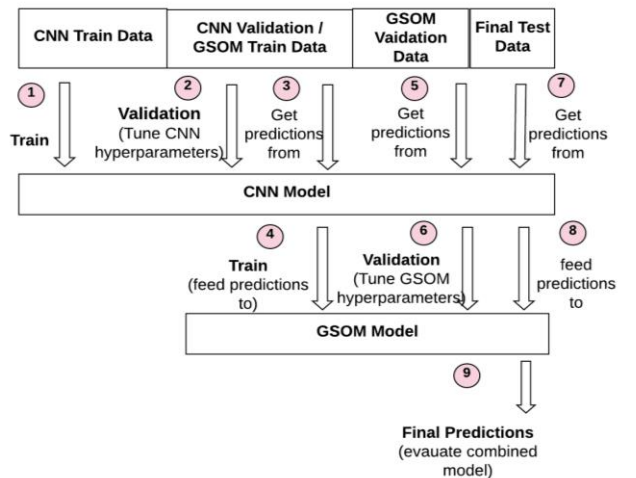 CNN Train Data
CNN Validation /
GSOM Train Data
GSOM
Vaidation
Data
Final Test
Data
1
Train
2
Validation
(Tune CNN
hyperparameters)
3
Get
predictions
from
5
Get
predictions
from
7
Get
predictions
from
CNN Model
4
Train
(feed predictions
to)
6
Validation
(Tune GSOM
hyperparameters)
8
feed
predictions
to
GSOM Model
9
Final Predictions
(evauate combined
model)